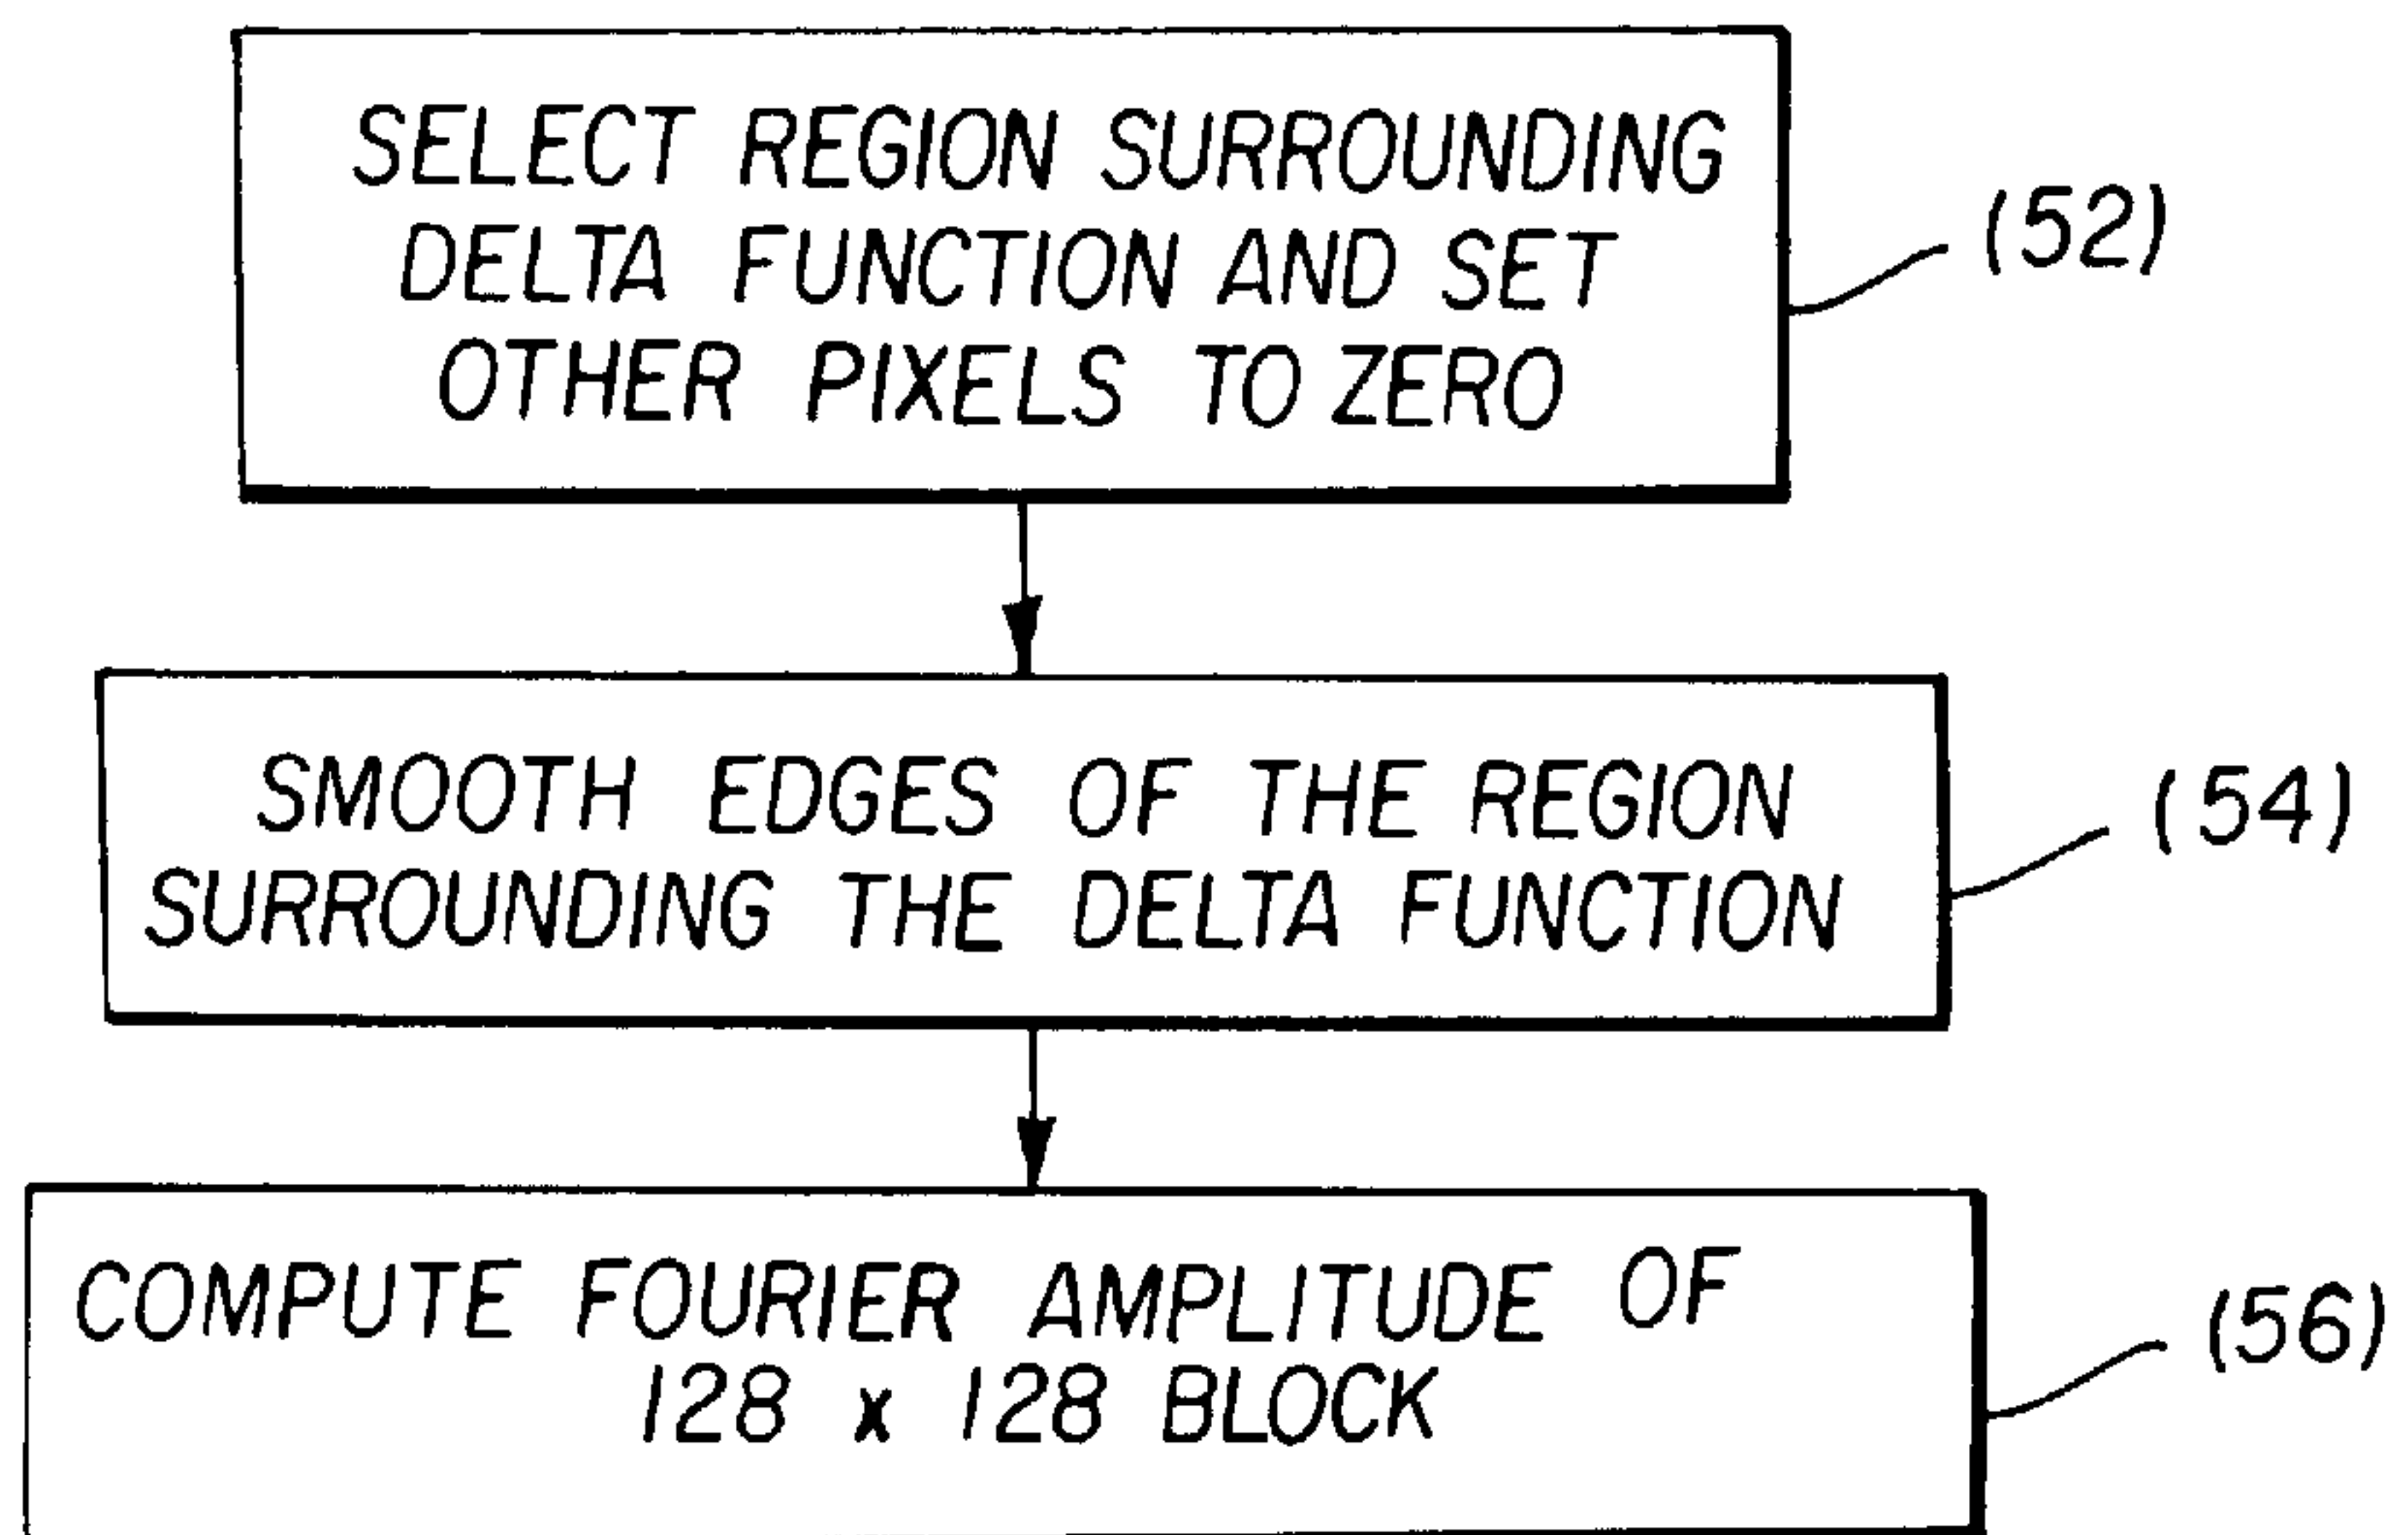 SELECT REGION SURROUNDING
DELTA FUNCTION AND SET
OTHER PIXELS TO ZERO
(52)
SMOOTH EDGES OF THE REGION
SURROUNDING THE DELTA FUNCTION
(54)
COMPUTE FOURIER AMPLITUDE OF
128 x 128 BLOCK
(56)